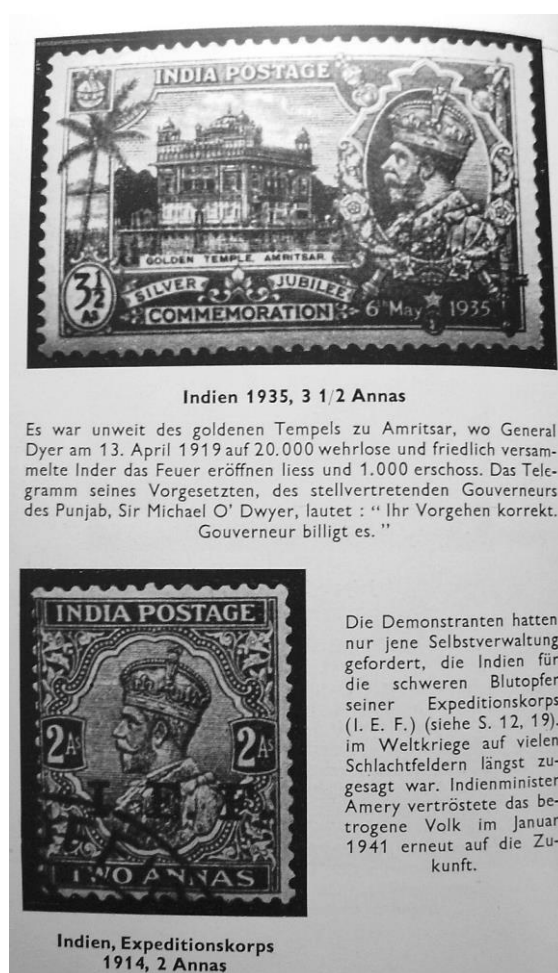 INDIA POSTAGE
GOLDEN TEMPLE, AMRITSAR.
3½
AS
SILVER JUBILEE
COMMEMORATION
6th May 1935
Indien 1935, 3 1/2 Annas
Es war unweit des goldenen Tempels zu Amritsar, wo General
Dyer am 13. April 1919 auf 20.000 wehrlose und friedlich versam-
melte Inder das Feuer eröffnen liess und 1.000 erschoss. Das Tele-
gramm seines Vorgesetzten, des stellvertretenden Gouverneurs
des Punjab, Sir Michael O' Dwyer, lautet : “ Ihr Vorgehen korrekt.
Gouverneur billigt es. ”
INDIA POSTAGE
2As 2As
I. E. F.
TWO ANNAS
Indien, Expeditionskorps
1914, 2 Annas
Die Demonstranten hatten
nur jene Selbstverwaltung
gefordert, die Indien für
die schweren Blutopfer
seiner Expeditionskorps
(I. E. F.) (siehe S. 12, 19).
im Weltkriege auf vielen
Schlachtfeldern längst zu-
gesagt war. Indienminister
Amery vertröstete das be-
trogene Volk im Januar
1941 erneut auf die Zu-
kunft.